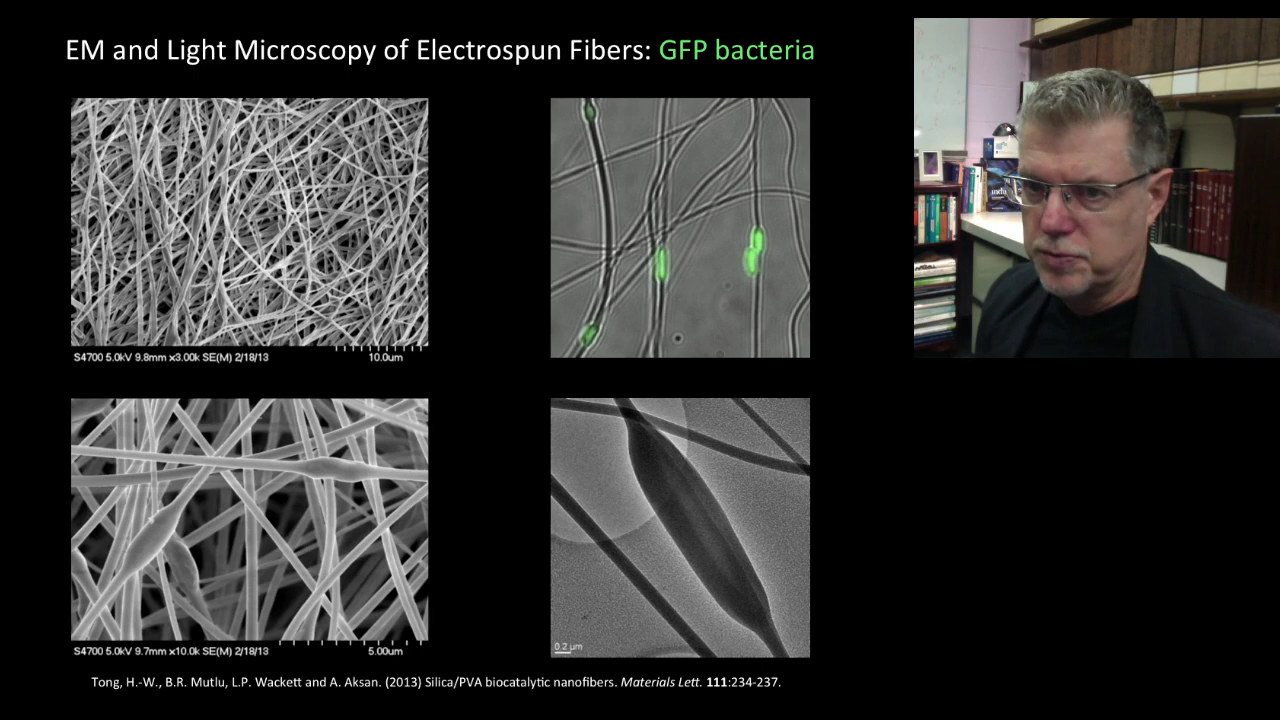 EM and Light Microscopy of Electrospun Fibers: GFP bacteria
S4700 5.0kV 9.8mm x3.00k SE(M) 2/18/13 10.0um
S4700 5.0kV 9.7mm x10.0k SE(M) 2/18/13 5.00um
0.2 µm
Tong, H.-W., B.R. Mutlu, L.P. Wackett and A. Aksan. (2013) Silica/PVA biocatalytic nanofibers. Materials Lett. 111:234-237.